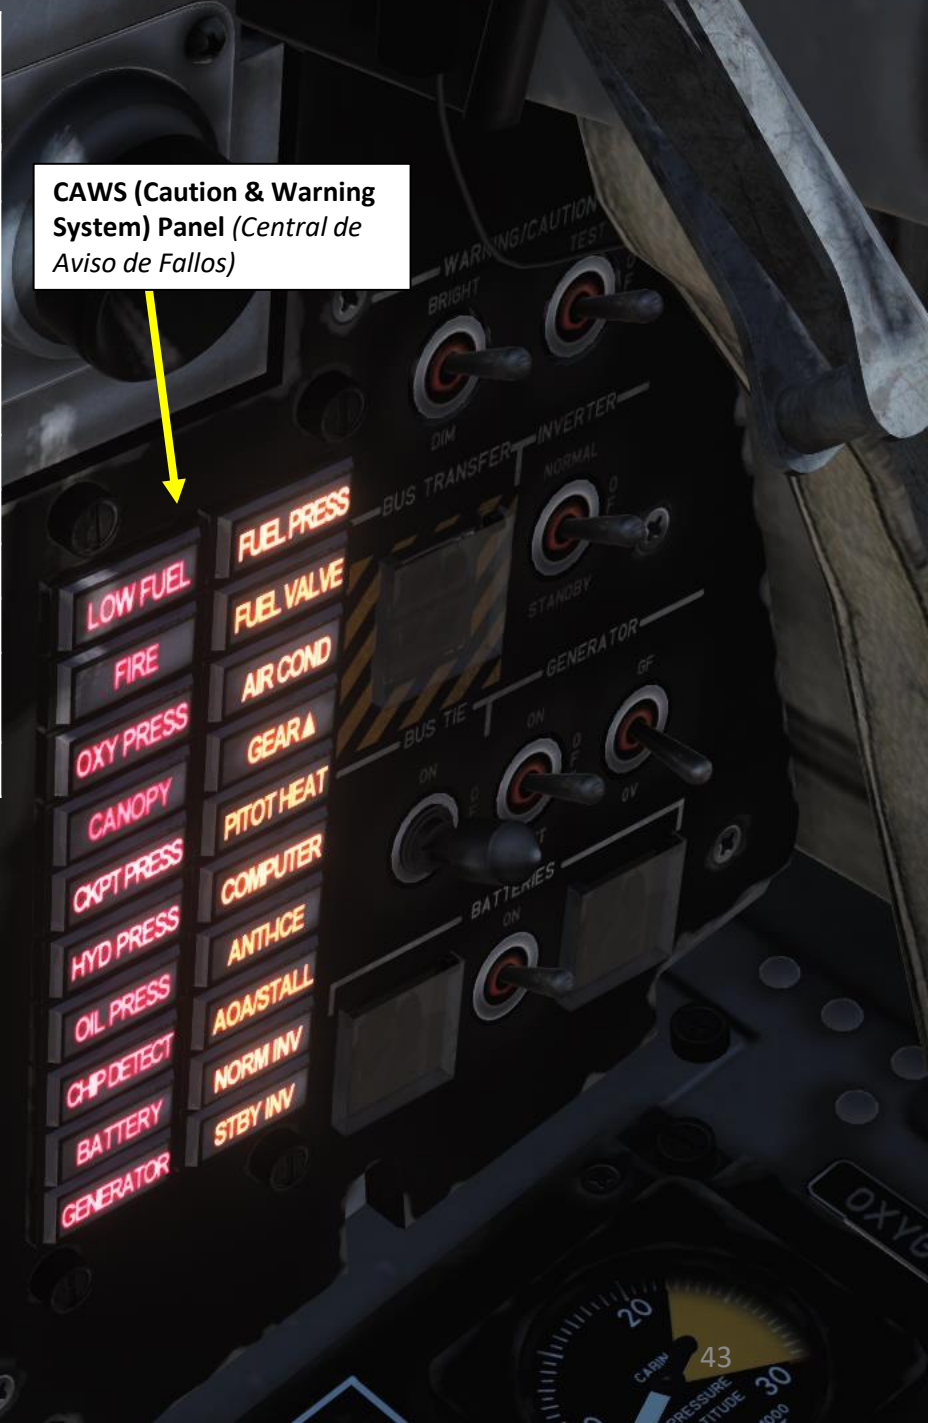 CAWS (Caution & Warning
System) Panel (Central de
Aviso de Fallos)
WARNING/CAUTION
BRIGHT
TEST
DIM
BUS TRANSFER
INVERTER
NORMAL
STANDBY
LOW FUEL
FIRE
OXY PRESS
CANOPY
CKPT PRESS
HYD PRESS
OIL PRESS
CHIP DETECT
BATTERY
GENERATOR
FUEL PRESS
FUEL VALVE
AIR COND
GEAR▲
PITOT HEAT
COMPUTER
ANTI-ICE
AOA/STALL
NORM INV
STBY INV
BUS TIE
GENERATOR
ON
ON
GF
OV
BATTERIES
ON
20
CABIN
PRESSURE
30
43